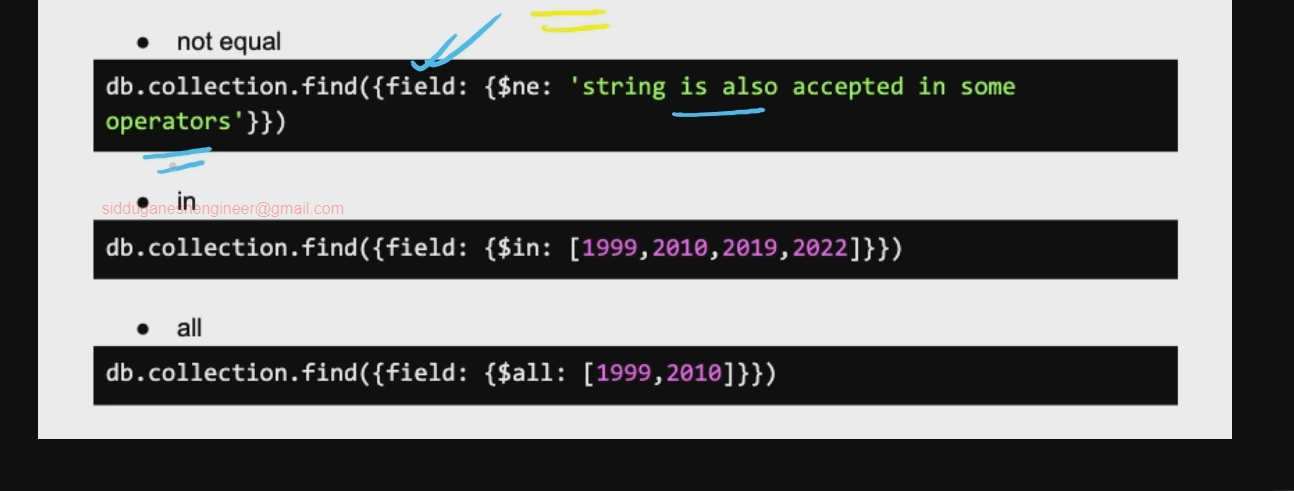 ● not equal
db.collection.find({field: {$ne: 'string is also accepted in some
operators'}})
● in
sidduganeshengineer@gmail.com
db.collection.find({field: {$in: [1999,2010,2019,2022]}})
● all
db.collection.find({field: {$all: [1999,2010]}})